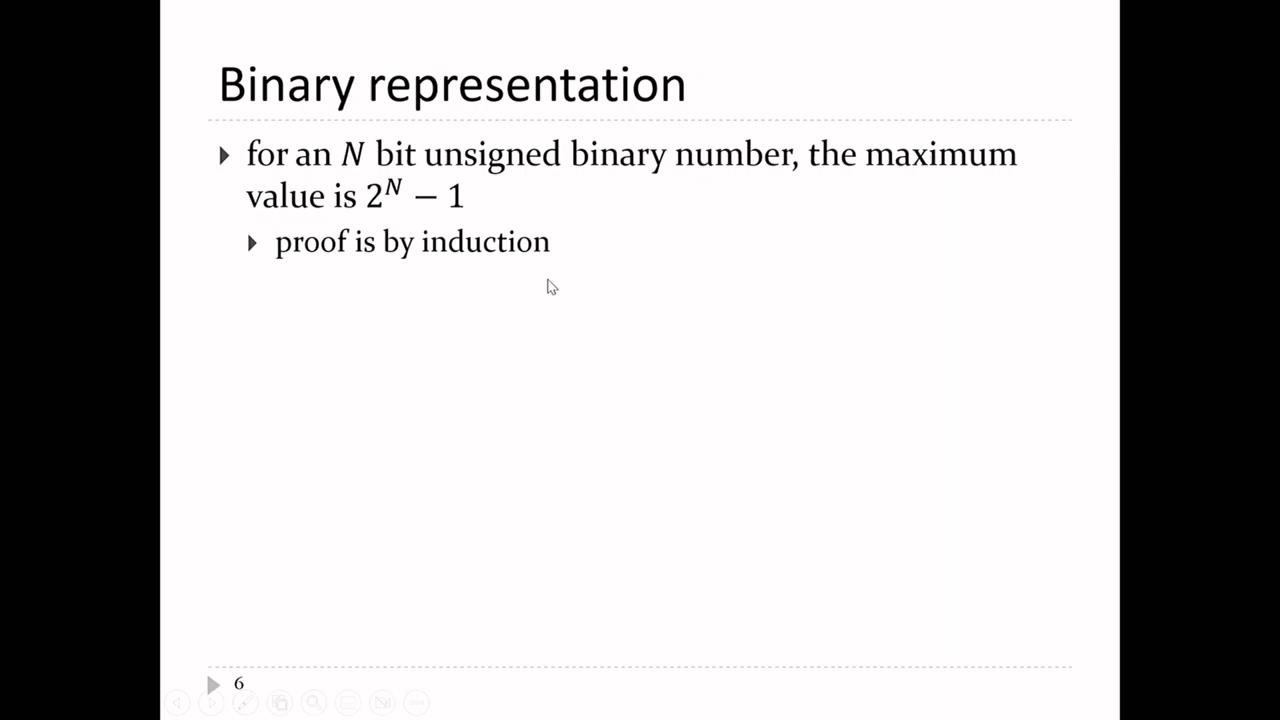 Binary representation
for an N bit unsigned binary number, the maximum
value is 2^N − 1
proof is by induction
6